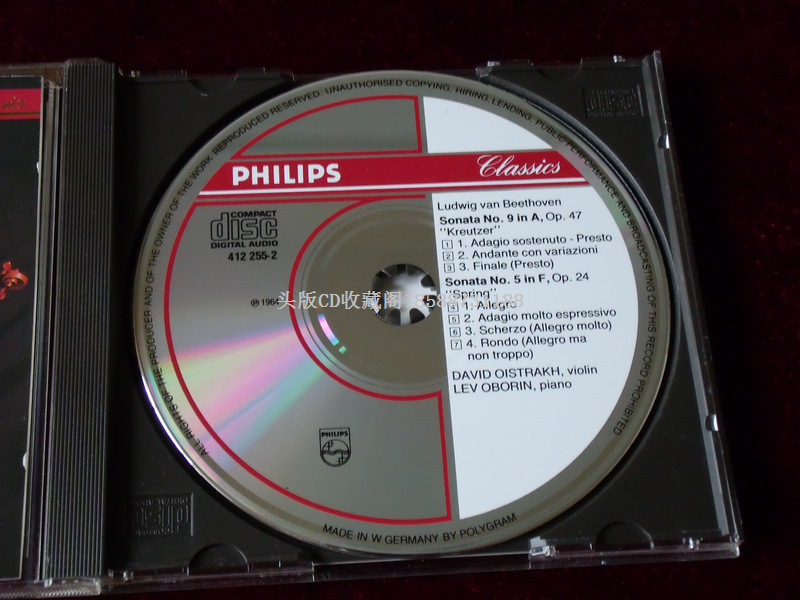 ALL RIGHTS OF THE PRODUCER AND OF THE OWNER OF THE WORK REPRODUCED RESERVED. UNAUTHORISED COPYING, HIRING, LENDING, PUBLIC PERFORMANCE AND BROADCASTING OF THIS RECORD PROHIBITED
PHILIPS Classics
COMPACT
disc
DIGITAL AUDIO
412 255-2
Ludwig van Beethoven
Sonata No. 9 in A, Op. 47
"Kreutzer"
1 1. Adagio sostenuto - Presto
2 2. Andante con variazioni
3 3. Finale (Presto)
Sonata No. 5 in F, Op. 24
"Spring"
4 1. Allegro
5 2. Adagio molto espressivo
6 3. Scherzo (Allegro molto)
7 4. Rondo (Allegro ma
non troppo)
DAVID OISTRAKH, violin
LEV OBORIN, piano
℗ 1964
头版CD收藏阁
PHILIPS
MADE IN W GERMANY BY POLYGRAM